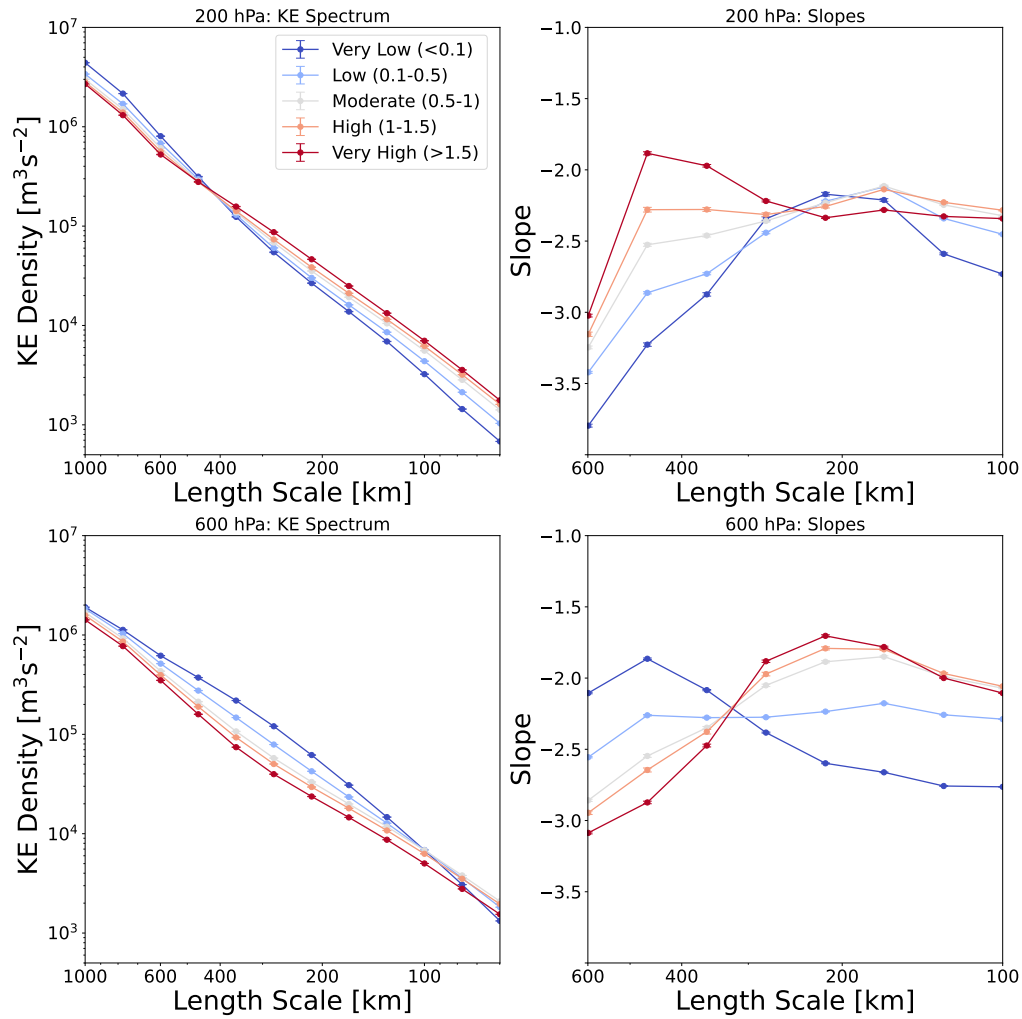 200 hPa: KE Spectrum
10^7
10^6
10^5
10^4
10^3
KE Density [m^3s^−2]
Very Low (<0.1)
Low (0.1-0.5)
Moderate (0.5-1)
High (1-1.5)
Very High (>1.5)
1000 600 400 200 100
Length Scale [km]
200 hPa: Slopes
−1.0
−1.5
−2.0
−2.5
−3.0
−3.5
Slope
600 400 200 100
Length Scale [km]
600 hPa: KE Spectrum
10^7
10^6
10^5
10^4
10^3
KE Density [m^3s^−2]
1000 600 400 200 100
Length Scale [km]
600 hPa: Slopes
−1.0
−1.5
−2.0
−2.5
−3.0
−3.5
Slope
600 400 200 100
Length Scale [km]